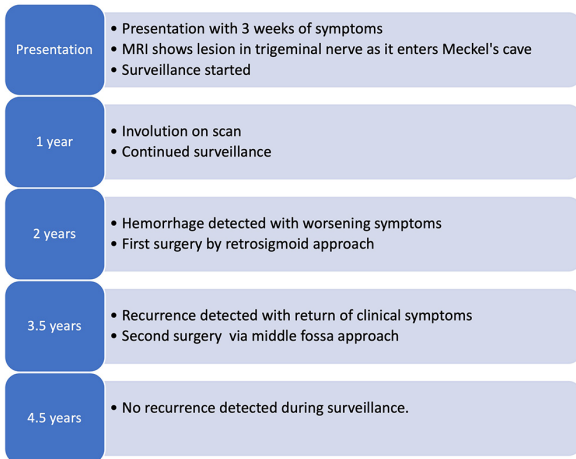 Presentation
• Presentation with 3 weeks of symptoms
• MRI shows lesion in trigeminal nerve as it enters Meckel's cave
• Surveillance started
1 year
• Involution on scan
• Continued surveillance
2 years
• Hemorrhage detected with worsening symptoms
• First surgery by retrosigmoid approach
3.5 years
• Recurrence detected with return of clinical symptoms
• Second surgery via middle fossa approach
4.5 years
• No recurrence detected during surveillance.